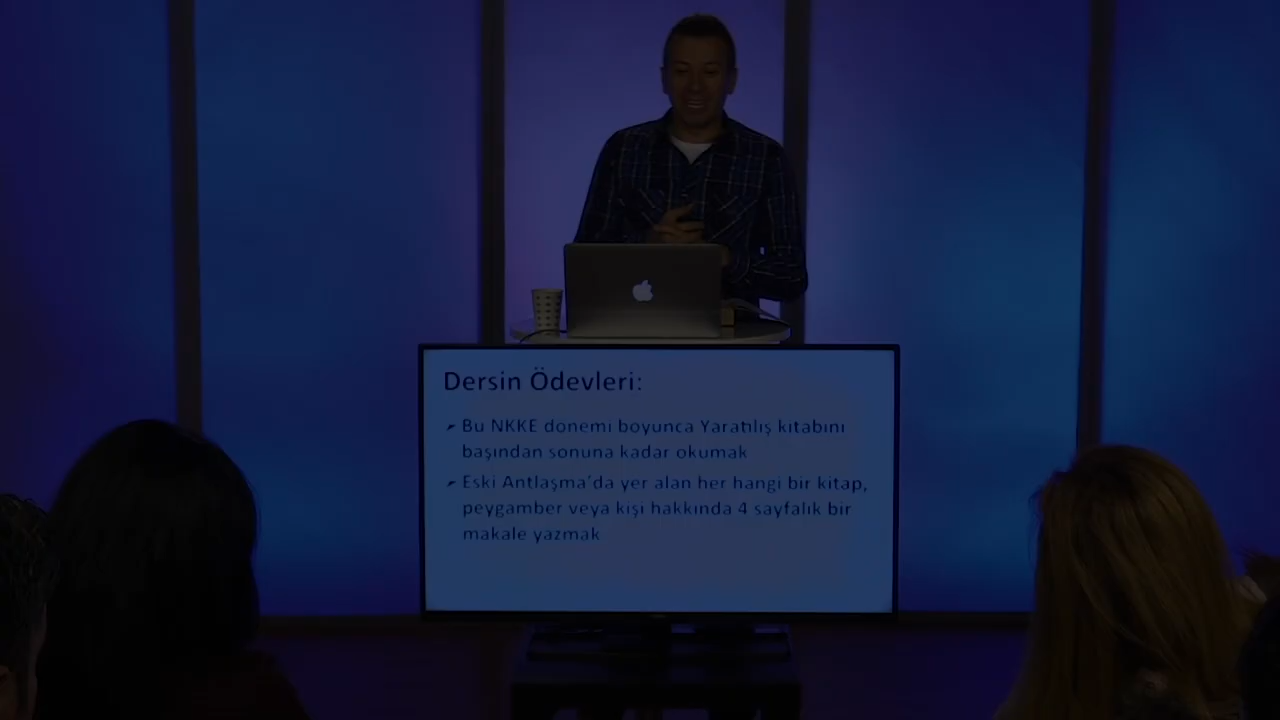 Dersin Ödevleri:
Bu NKKE dönemi boyunca Yaratılış kitabını
başından sonuna kadar okumak
Eski Antlaşma'da yer alan her hangi bir kitap,
peygamber veya kişi hakkında 4 sayfalık bir
makale yazmak